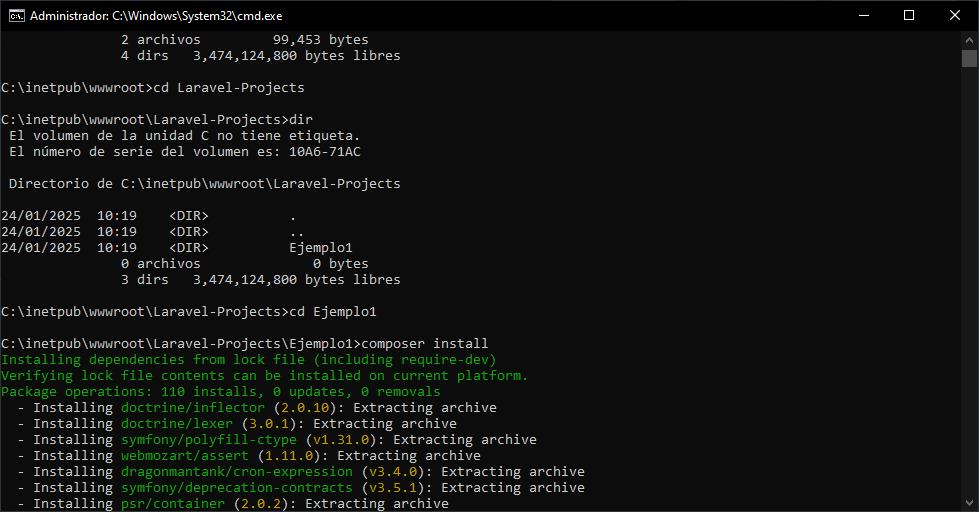 Administrador: C:\Windows\System32\cmd.exe
2 archivos 99,453 bytes
4 dirs 3,474,124,800 bytes libres
C:\inetpub\wwwroot>cd Laravel-Projects
C:\inetpub\wwwroot\Laravel-Projects>dir
El volumen de la unidad C no tiene etiqueta.
El número de serie del volumen es: 10A6-71AC
Directorio de C:\inetpub\wwwroot\Laravel-Projects
24/01/2025 10:19 <DIR> .
24/01/2025 10:19 <DIR> ..
24/01/2025 10:19 <DIR> Ejemplo1
0 archivos 0 bytes
3 dirs 3,474,124,800 bytes libres
C:\inetpub\wwwroot\Laravel-Projects>cd Ejemplo1
C:\inetpub\wwwroot\Laravel-Projects\Ejemplo1>composer install
Installing dependencies from lock file (including require-dev)
Verifying lock file contents can be installed on current platform.
Package operations: 110 installs, 0 updates, 0 removals
- Installing doctrine/inflector (2.0.10): Extracting archive
- Installing doctrine/lexer (3.0.1): Extracting archive
- Installing symfony/polyfill-ctype (v1.31.0): Extracting archive
- Installing webmozart/assert (1.11.0): Extracting archive
- Installing dragonmantank/cron-expression (v3.4.0): Extracting archive
- Installing symfony/deprecation-contracts (v3.5.1): Extracting archive
- Installing psr/container (2.0.2): Extracting archive